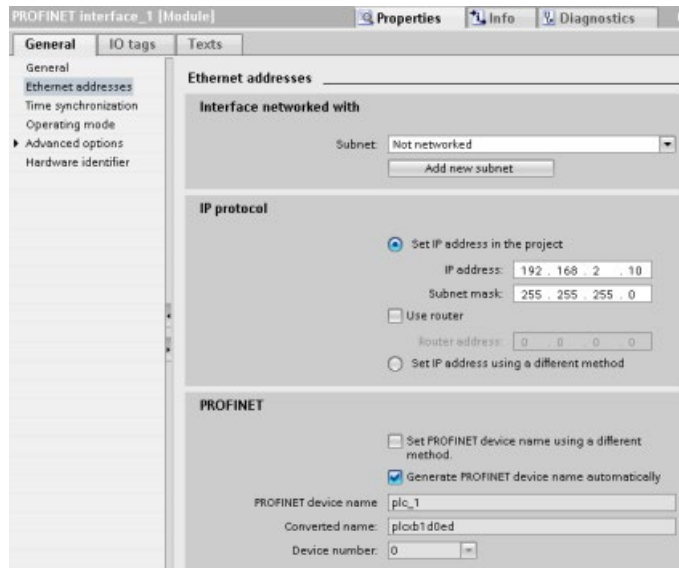 PROFINET interface_1 [Module]
Properties
Info
Diagnostics
General
IO tags
Texts
General
Ethernet addresses
Time synchronization
Operating mode
Advanced options
Hardware identifier
Ethernet addresses
Interface networked with
Subnet: Not networked
Add new subnet
IP protocol
Set IP address in the project
IP address: 192 . 168 . 2 . 10
Subnet mask: 255 . 255 . 255 . 0
Use router
Router address: 0 . 0 . 0 . 0
Set IP address using a different method
PROFINET
Set PROFINET device name using a different
method.
Generate PROFINET device name automatically
PROFINET device name plc_1
Converted name: plcxb1d0ed
Device number: 0